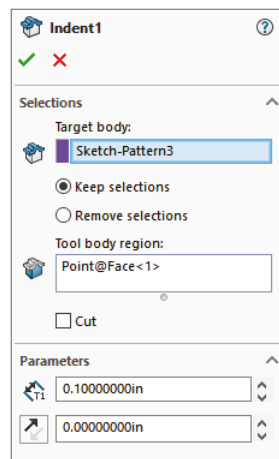 Indent1
Selections
Target body:
Sketch-Pattern3
Keep selections
Remove selections
Tool body region:
Point@Face<1>
Cut
Parameters
T1
0.10000000in
0.00000000in